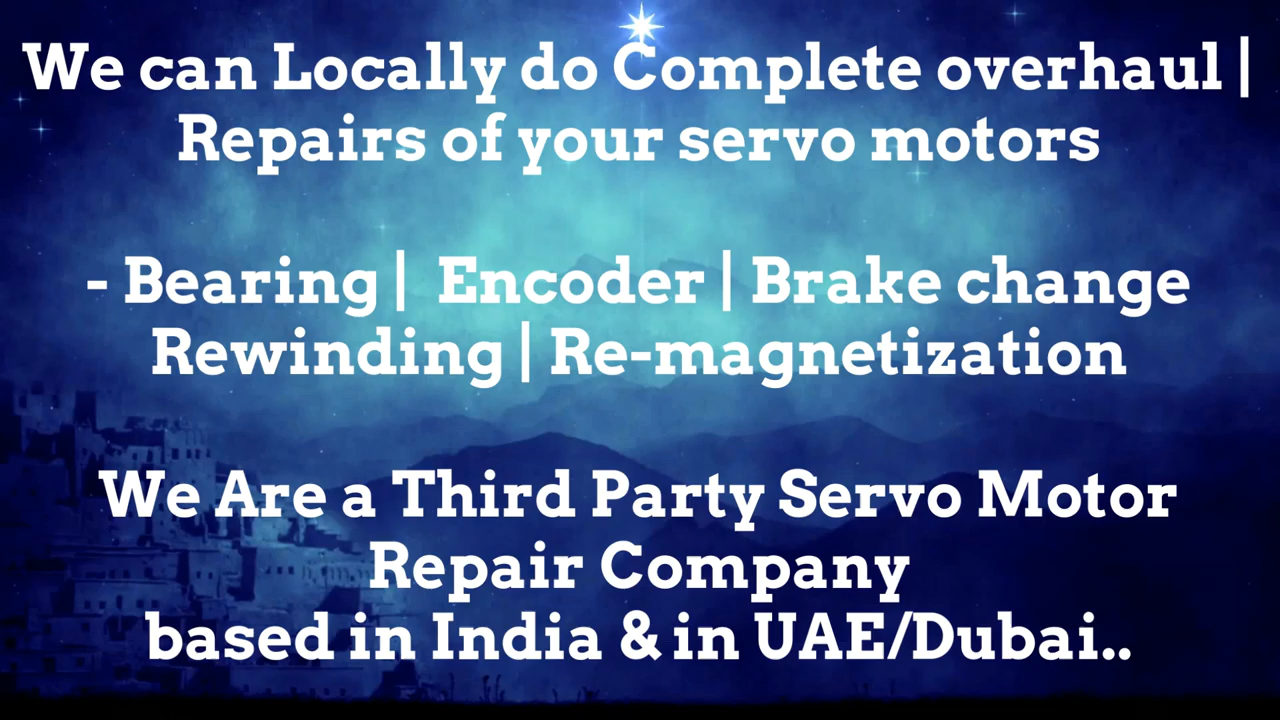 We can Locally do Complete overhaul |
Repairs of your servo motors
- Bearing | Encoder | Brake change
Rewinding | Re-magnetization
We Are a Third Party Servo Motor
Repair Company
based in India & in UAE/Dubai..